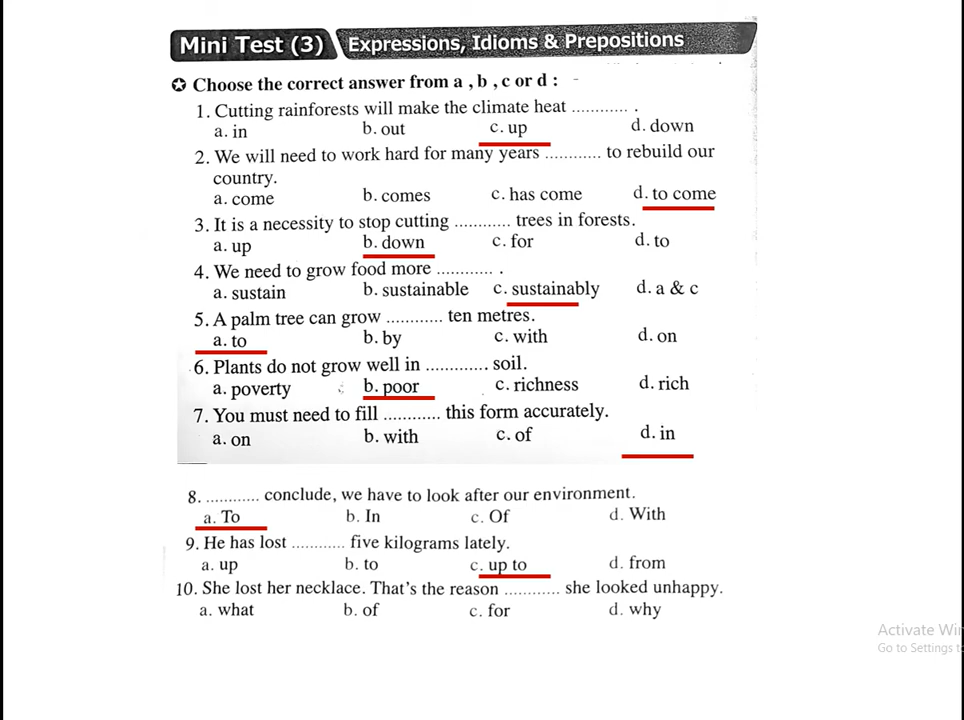 Mini Test (3) Expressions, Idioms & Prepositions
✪ Choose the correct answer from a , b , c or d :
1. Cutting rainforests will make the climate heat ............ .
a. in b. out c. up d. down
2. We will need to work hard for many years ............ to rebuild our
country.
a. come b. comes c. has come d. to come
3. It is a necessity to stop cutting ............ trees in forests.
a. up b. down c. for d. to
4. We need to grow food more ............ .
a. sustain b. sustainable c. sustainably d. a & c
5. A palm tree can grow ............ ten metres.
a. to b. by c. with d. on
6. Plants do not grow well in ............. soil.
a. poverty b. poor c. richness d. rich
7. You must need to fill ............ this form accurately.
a. on b. with c. of d. in
8. ............ conclude, we have to look after our environment.
a. To b. In c. Of d. With
9. He has lost ............ five kilograms lately.
a. up b. to c. up to d. from
10. She lost her necklace. That's the reason ............ she looked unhappy.
a. what b. of c. for d. why
Activate Win
Go to Settings t